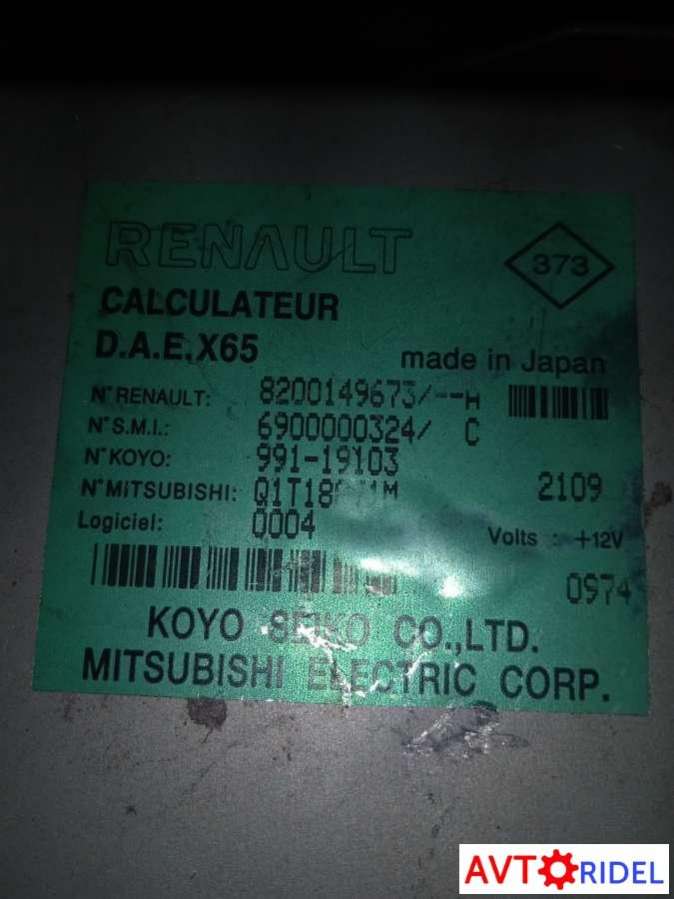 RENAULT
373
CALCULATEUR
D.A.E.X65
made in Japan
N° RENAULT: 8200149673/--H
N° S.M.I.: 6900000324/ C
N° KOYO: 991-19103
N° MITSUBISHI: 2109
Logiciel: 0004 Volts : +12V
0974
KOYO SEIKO CO.,LTD.
MITSUBISHI ELECTRIC CORP.
AVTORIDEL